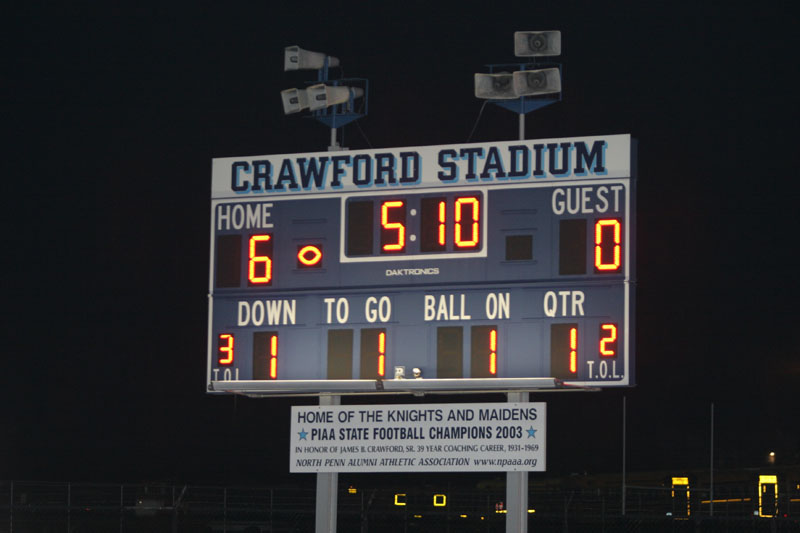 CRAWFORD STADIUM
HOME 5:10 GUEST
6 0
DAKTRONICS
DOWN TO GO BALL ON QTR
3 1 1 1 1 2
T.O.L. T.O.L.
HOME OF THE KNIGHTS AND MAIDENS
PIAA STATE FOOTBALL CHAMPIONS 2003
IN HONOR OF JAMES B. CRAWFORD, SR. 39 YEAR COACHING CAREER, 1931-1969
NORTH PENN ALUMNI ATHLETIC ASSOCIATION www.npaaa.org